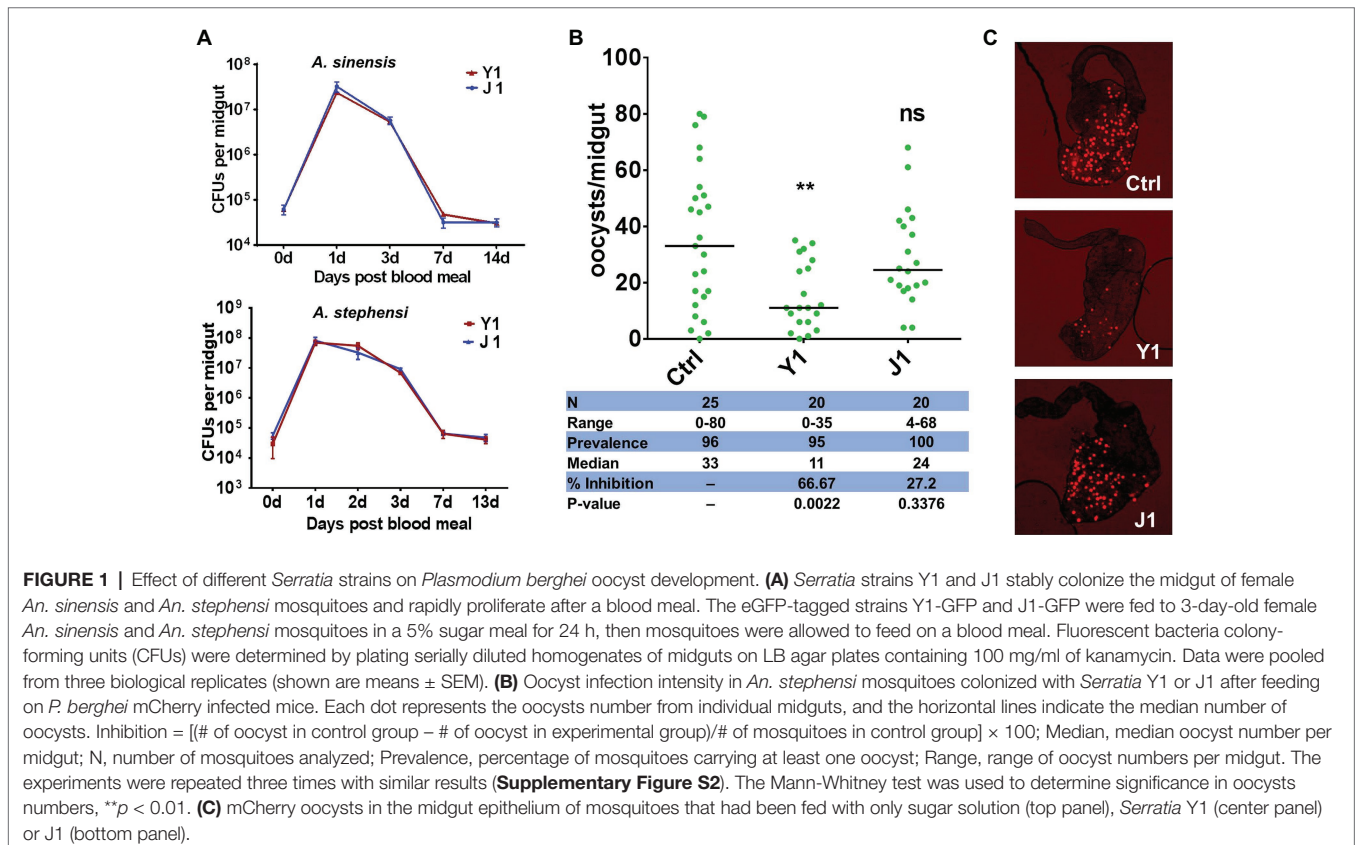 A
A. sinensis
Y1
J 1
CFUs per midgut
10⁸
10⁷
10⁶
10⁵
10⁴
0d 1d 3d 7d 14d
Days post blood meal
A. stephensi
Y1
J 1
CFUs per midgut
10⁹
10⁸
10⁷
10⁶
10⁵
10⁴
10³
0d 1d 2d 3d 7d 13d
Days post blood meal
B
oocysts/midgut
100
80
60
40
20
0
**
ns
Ctrl Y1 J1
N 25 20 20
Range 0-80 0-35 4-68
Prevalence 96 95 100
Median 33 11 24
% Inhibition – 66.67 27.2
P-value – 0.0022 0.3376
C
Ctrl
Y1
J1
FIGURE 1 | Effect of different Serratia strains on Plasmodium berghei oocyst development. (A) Serratia strains Y1 and J1 stably colonize the midgut of female
An. sinensis and An. stephensi mosquitoes and rapidly proliferate after a blood meal. The eGFP-tagged strains Y1-GFP and J1-GFP were fed to 3-day-old female
An. sinensis and An. stephensi mosquitoes in a 5% sugar meal for 24 h, then mosquitoes were allowed to feed on a blood meal. Fluorescent bacteria colony-
forming units (CFUs) were determined by plating serially diluted homogenates of midguts on LB agar plates containing 100 mg/ml of kanamycin. Data were pooled
from three biological replicates (shown are means ± SEM). (B) Oocyst infection intensity in An. stephensi mosquitoes colonized with Serratia Y1 or J1 after feeding
on P. berghei mCherry infected mice. Each dot represents the oocysts number from individual midguts, and the horizontal lines indicate the median number of
oocysts. Inhibition = [(# of oocyst in control group – # of oocyst in experimental group)/# of mosquitoes in control group] × 100; Median, median oocyst number per
midgut; N, number of mosquitoes analyzed; Prevalence, percentage of mosquitoes carrying at least one oocyst; Range, range of oocyst numbers per midgut. The
experiments were repeated three times with similar results (Supplementary Figure S2). The Mann-Whitney test was used to determine significance in oocysts
numbers, **p < 0.01. (C) mCherry oocysts in the midgut epithelium of mosquitoes that had been fed with only sugar solution (top panel), Serratia Y1 (center panel)
or J1 (bottom panel).